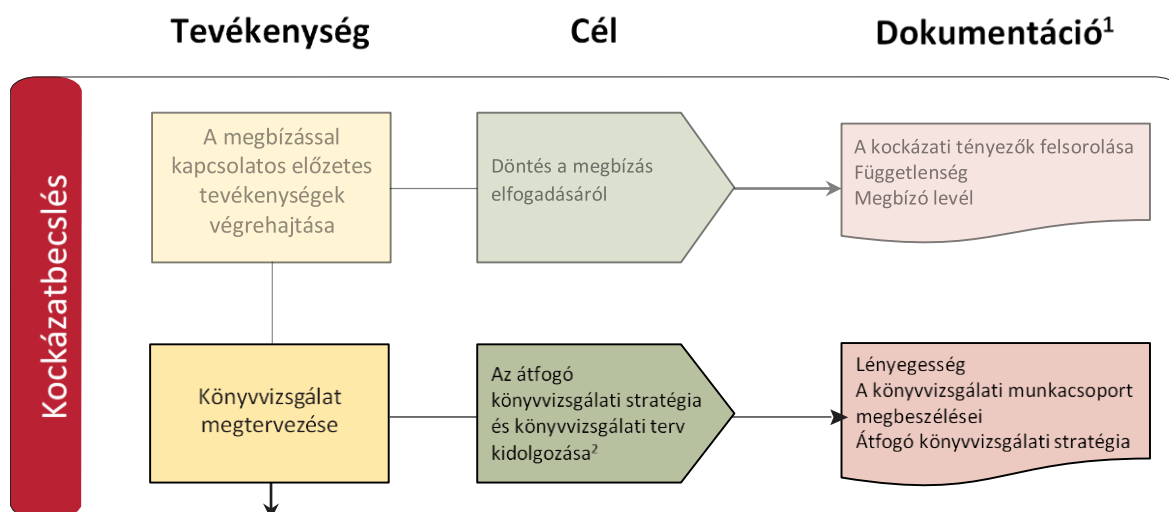 Tevékenység
Cél
Dokumentáció¹
Kockázatbecslés
A megbízással
kapcsolatos előzetes
tevékenységek
végrehajtása
Döntés a megbízás
elfogadásáról
A kockázati tényezők felsorolása
Függetlenség
Megbízó levél
Könyvvizsgálat
megtervezése
Az átfogó
könyvvizsgálati stratégia
és könyvvizsgálati terv
kidolgozása²
Lényegesség
A könyvvizsgálati munkacsoport
megbeszélései
Átfogó könyvvizsgálati stratégia